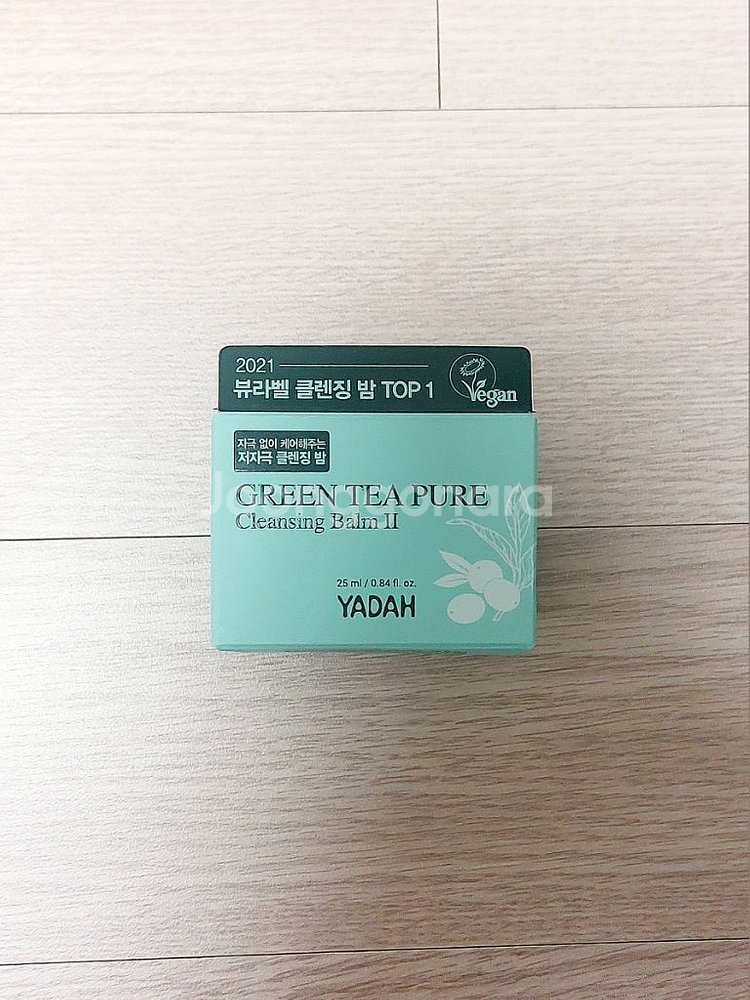 2021
뷰라벨 클렌징 밤 TOP 1
Vegan
자극 없이 케어해주는
저자극 클렌징 밤
Joongonara
GREEN TEA PURE
Cleansing Balm II
25 ml / 0.84 fl. oz.
YADAH